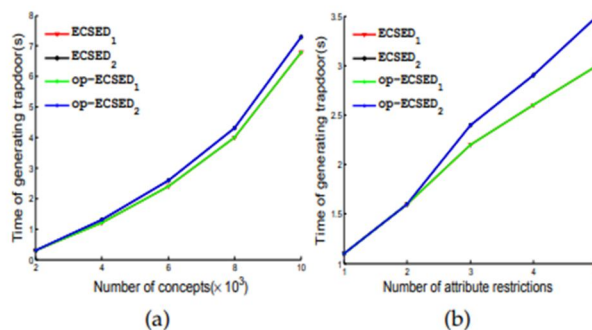 Time of generating trapdoor(s)
8
7
6
5
4
3
2
1
0
ECSED1
ECSED2
op-ECSED1
op-ECSED2
2 4 6 8 10
Number of concepts(× 10³)
(a)
Time of generating trapdoor(s)
3.5
3
2.5
2
1.5
1
ECSED1
ECSED2
op-ECSED1
op-ECSED2
1 2 3 4
Number of attribute restrictions
(b)